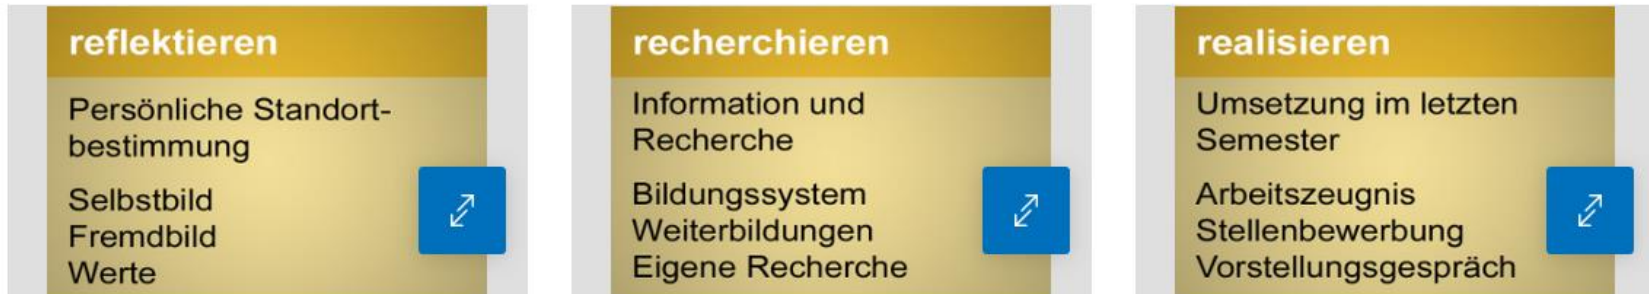 reflektieren
Persönliche Standort-
bestimmung
Selbstbild
Fremdbild
Werte
recherchieren
Information und
Recherche
Bildungssystem
Weiterbildungen
Eigene Recherche
realisieren
Umsetzung im letzten
Semester
Arbeitszeugnis
Stellenbewerbung
Vorstellungsgespräch